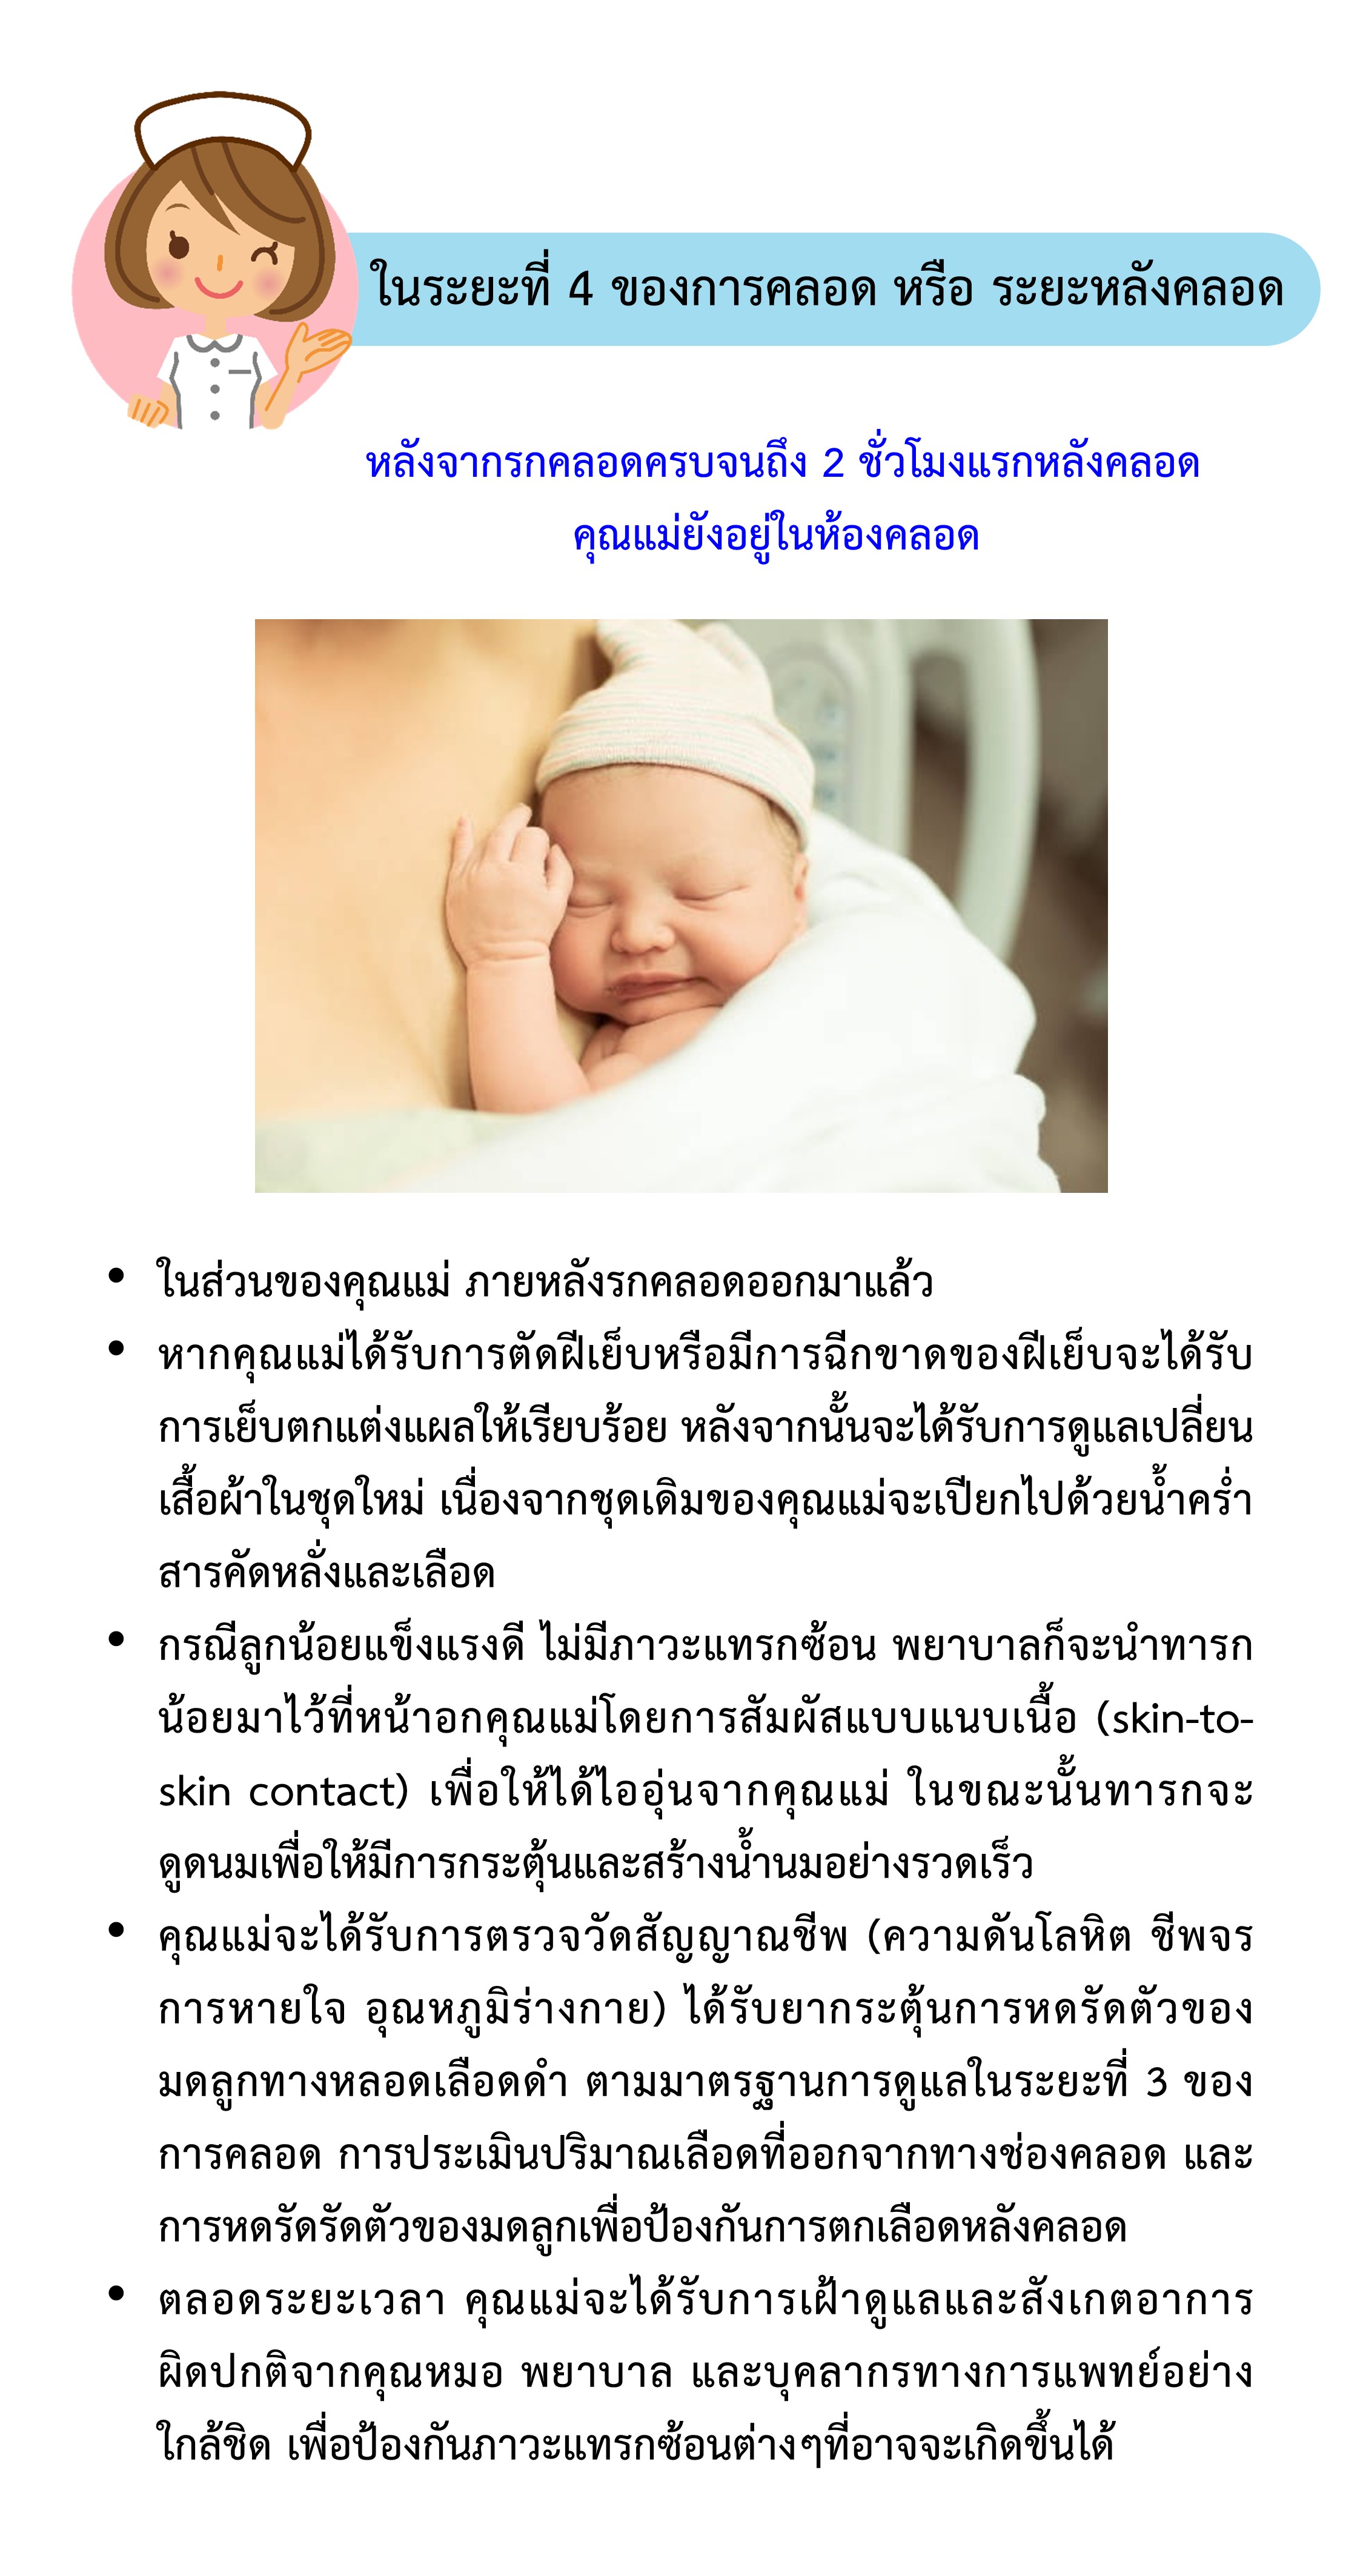 ในระยะที่ 4 ของการคลอด หรือ ระยะหลังคลอด
หลังจากรกคลอดครบจนถึง 2 ชั่วโมงแรกหลังคลอด
คุณแม่ยังอยู่ในห้องคลอด
• ในส่วนของคุณแม่ ภายหลังรกคลอดออกมาแล้ว
• หากคุณแม่ได้รับการตัดฝีเย็บหรือมีการฉีกขาดของฝีเย็บจะได้รับ
การเย็บตกแต่งแผลให้เรียบร้อย หลังจากนั้นจะได้รับการดูแลเปลี่ยน
เสื้อผ้าในชุดใหม่ เนื่องจากชุดเดิมของคุณแม่จะเปียกไปด้วยน้ำคร่ำ
สารคัดหลั่งและเลือด
• กรณีลูกน้อยแข็งแรงดี ไม่มีภาวะแทรกซ้อน พยาบาลก็จะนำทารก
น้อยมาไว้ที่หน้าอกคุณแม่โดยการสัมผัสแบบแนบเนื้อ (skin-to-
skin contact) เพื่อให้ได้ไออุ่นจากคุณแม่ ในขณะนั้นทารกจะ
ดูดนมเพื่อให้มีการกระตุ้นและสร้างน้ำนมอย่างรวดเร็ว
• คุณแม่จะได้รับการตรวจวัดสัญญาณชีพ (ความดันโลหิต ชีพจร
การหายใจ อุณหภูมิร่างกาย) ได้รับยากระตุ้นการหดรัดตัวของ
มดลูกทางหลอดเลือดดำ ตามมาตรฐานการดูแลในระยะที่ 3 ของ
การคลอด การประเมินปริมาณเลือดที่ออกจากทางช่องคลอด และ
การหดรัดรัดตัวของมดลูกเพื่อป้องกันการตกเลือดหลังคลอด
• ตลอดระยะเวลา คุณแม่จะได้รับการเฝ้าดูแลและสังเกตอาการ
ผิดปกติจากคุณหมอ พยาบาล และบุคลากรทางการแพทย์อย่าง
ใกล้ชิด เพื่อป้องกันภาวะแทรกซ้อนต่างๆที่อาจจะเกิดขึ้นได้